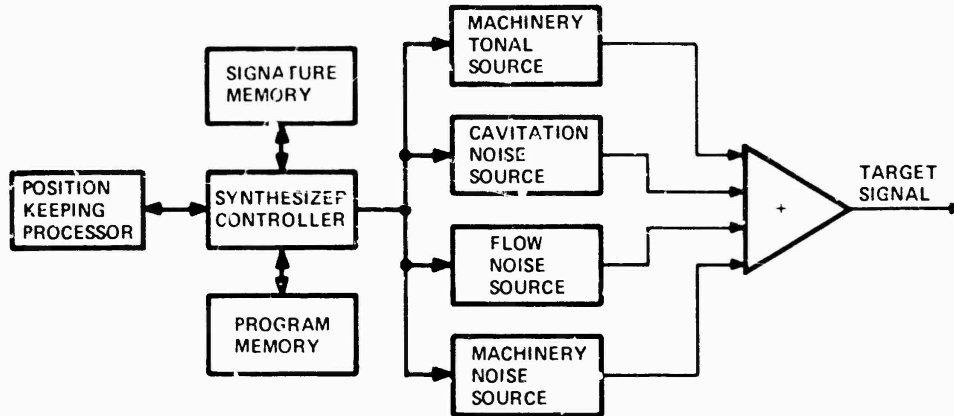 MACHINERY
TONAL
SOURCE
SIGNATURE
MEMORY
CAVITATION
NOISE
SOURCE
POSITION
KEEPING
PROCESSOR
SYNTHESIZER
CONTROLLER
+
TARGET
SIGNAL
FLOW
NOISE
SOURCE
PROGRAM
MEMORY
MACHINERY
NOISE
SOURCE